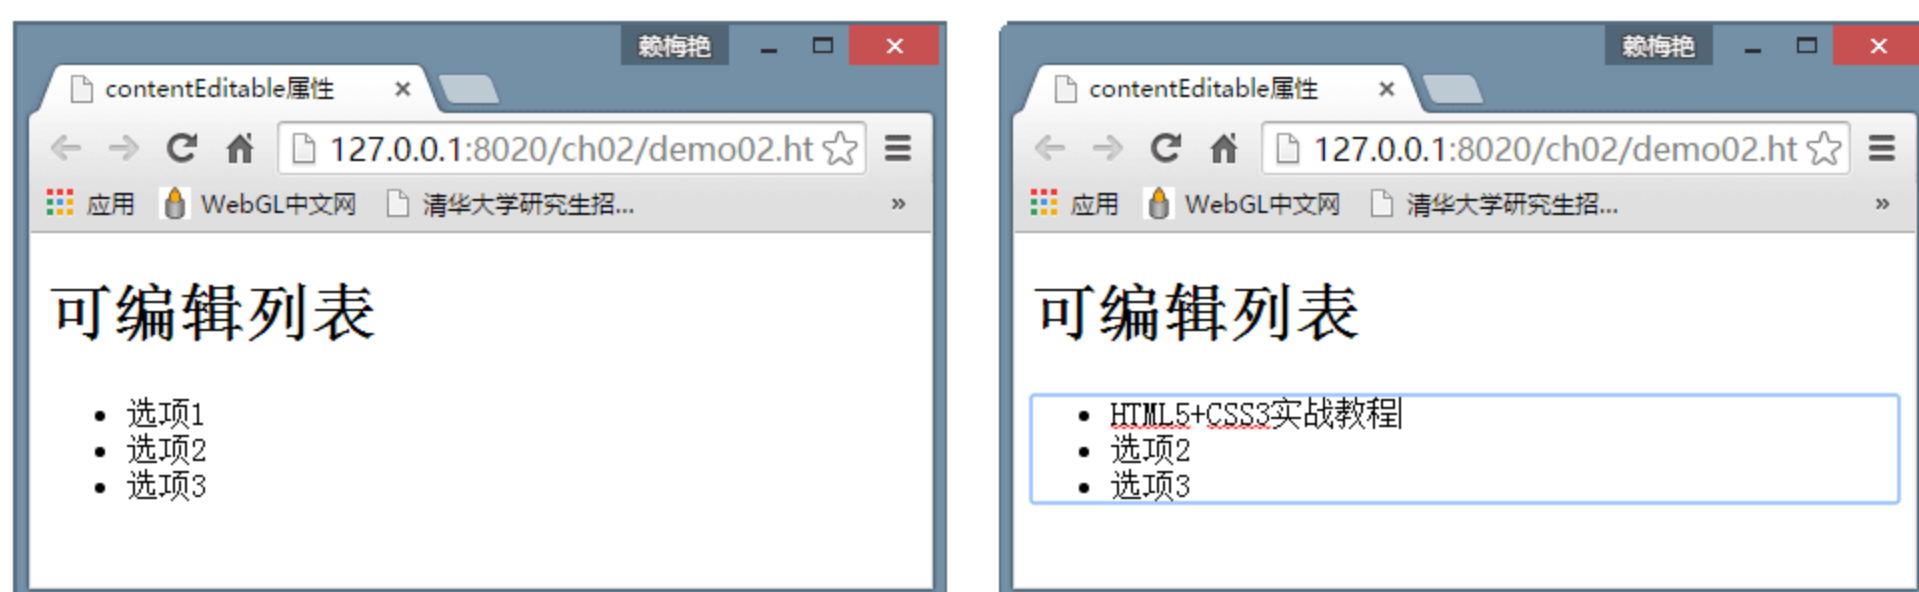 赖梅艳
contentEditable属性
127.0.0.1:8020/ch02/demo02.ht
应用 WebGL中文网 清华大学研究生招... »
可编辑列表
• 选项1
• 选项2
• 选项3
赖梅艳
contentEditable属性
127.0.0.1:8020/ch02/demo02.ht
应用 WebGL中文网 清华大学研究生招... »
可编辑列表
• HTML5+CSS3实战教程
• 选项2
• 选项3